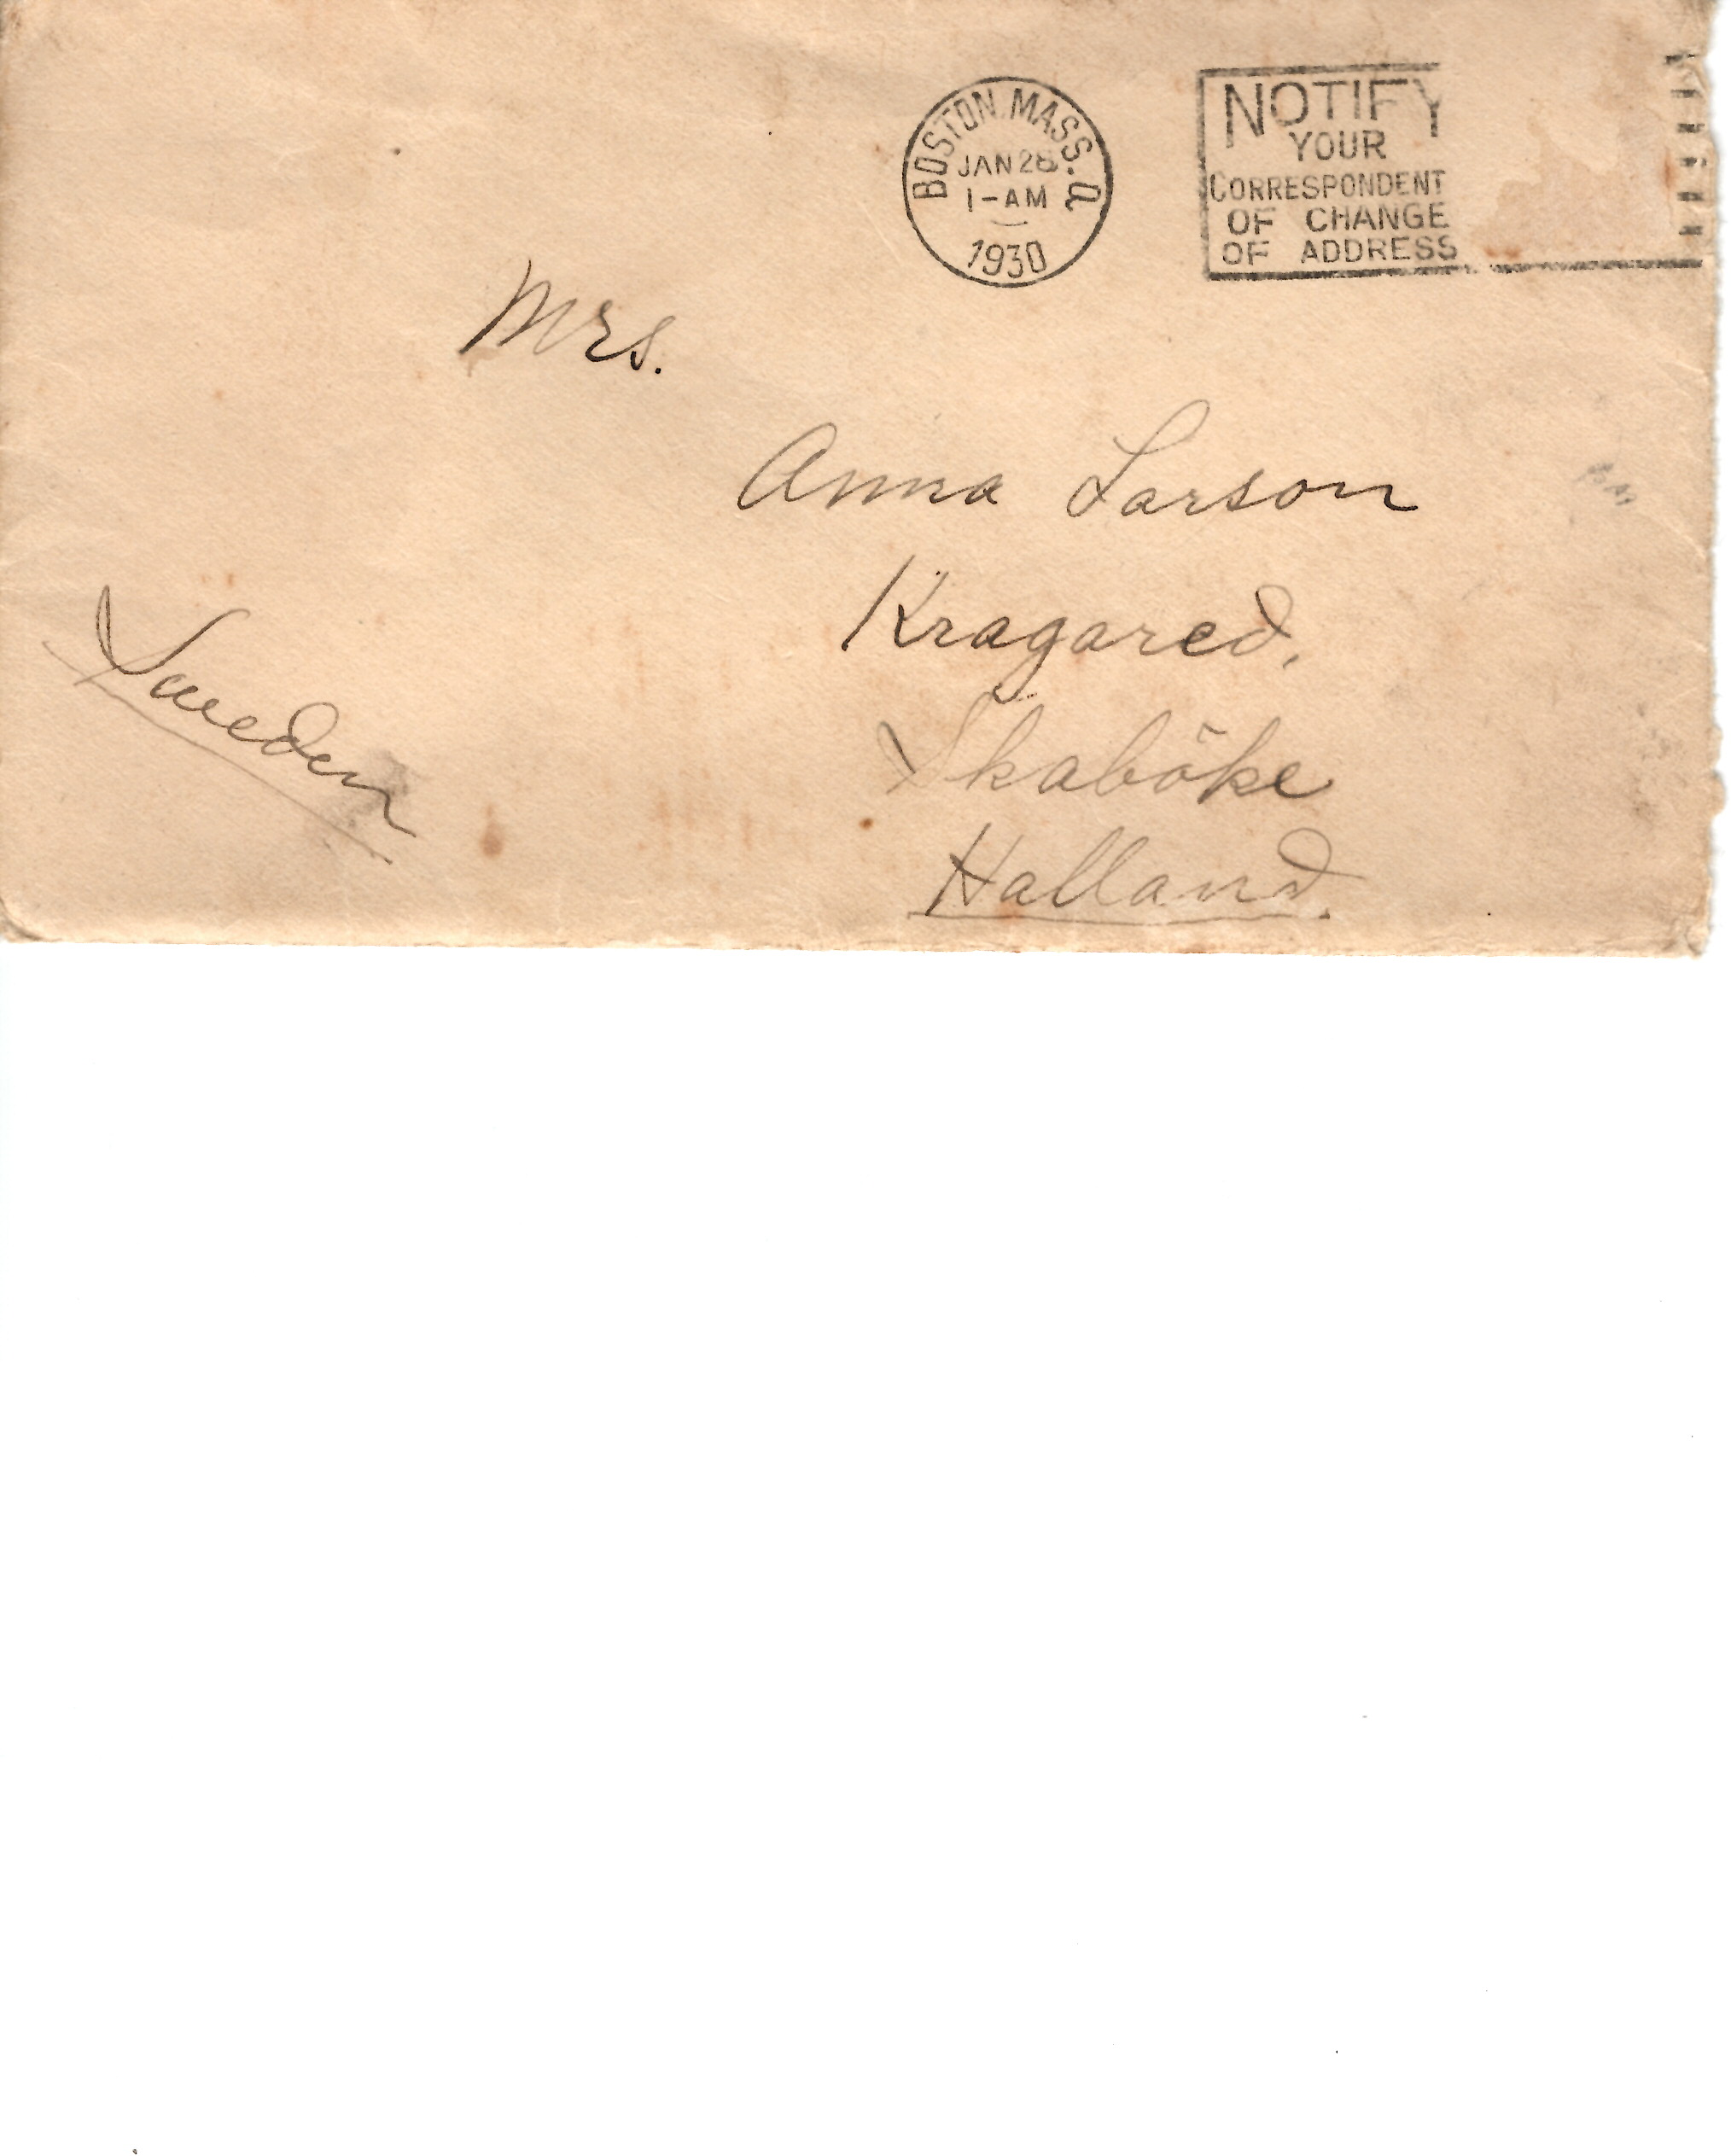 BOSTON, MASS. Q
JAN 28
1-AM
1930
NOTIFY
YOUR
CORRESPONDENT
OF CHANGE
OF ADDRESS
Mrs.
Anna Larson
Kragared,
Skaböke
Halland.
Sweden